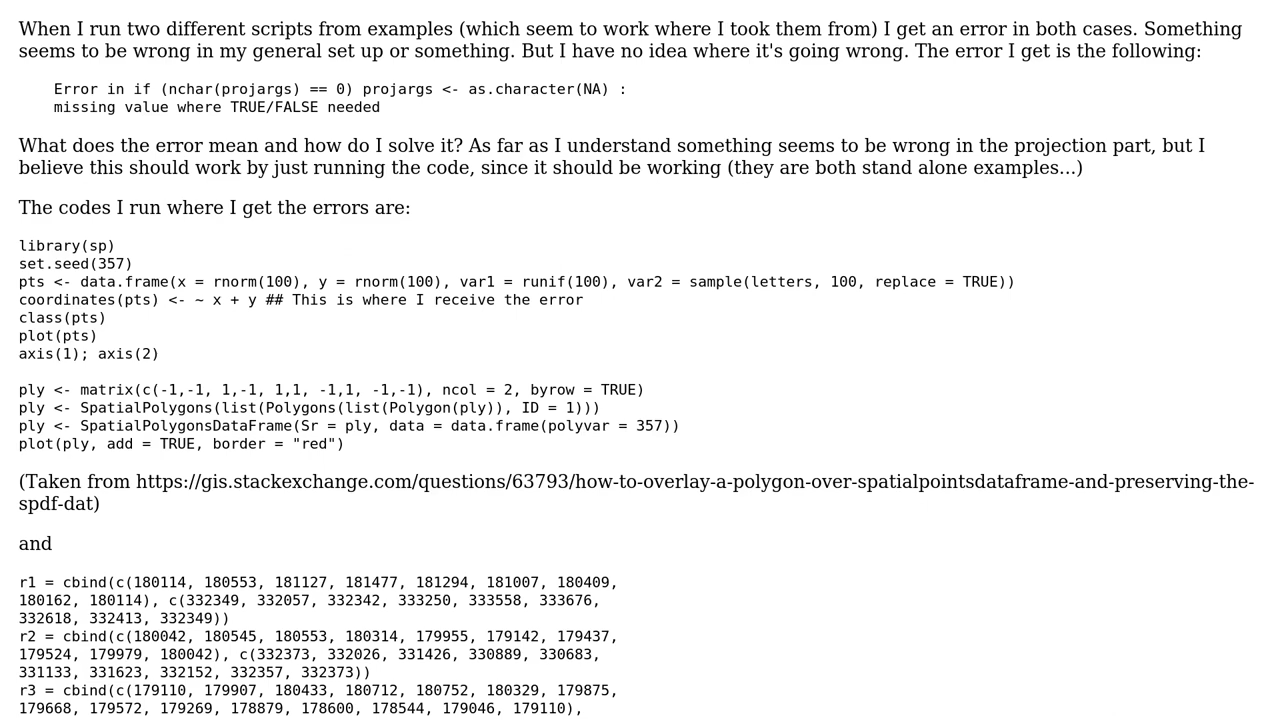 When I run two different scripts from examples (which seem to work where I took them from) I get an error in both cases. Something
seems to be wrong in my general set up or something. But I have no idea where it's going wrong. The error I get is the following:
Error in if (nchar(projargs) == 0) projargs <- as.character(NA) :
missing value where TRUE/FALSE needed
What does the error mean and how do I solve it? As far as I understand something seems to be wrong in the projection part, but I
believe this should work by just running the code, since it should be working (they are both stand alone examples...)
The codes I run where I get the errors are:
library(sp)
set.seed(357)
pts <- data.frame(x = rnorm(100), y = rnorm(100), var1 = runif(100), var2 = sample(letters, 100, replace = TRUE))
coordinates(pts) <- ~ x + y ## This is where I receive the error
class(pts)
plot(pts)
axis(1); axis(2)
ply <- matrix(c(-1,-1, 1,-1, 1,1, -1,1, -1,-1), ncol = 2, byrow = TRUE)
ply <- SpatialPolygons(list(Polygons(list(Polygon(ply)), ID = 1)))
ply <- SpatialPolygonsDataFrame(Sr = ply, data = data.frame(polyvar = 357))
plot(ply, add = TRUE, border = "red")
(Taken from https://gis.stackexchange.com/questions/63793/how-to-overlay-a-polygon-over-spatialpointsdataframe-and-preserving-the-
spdf-dat)
and
r1 = cbind(c(180114, 180553, 181127, 181477, 181294, 181007, 180409,
180162, 180114), c(332349, 332057, 332342, 333250, 333558, 333676,
332618, 332413, 332349))
r2 = cbind(c(180042, 180545, 180553, 180314, 179955, 179142, 179437,
179524, 179979, 180042), c(332373, 332026, 331426, 330889, 330683,
331133, 331623, 332152, 332357, 332373))
r3 = cbind(c(179110, 179907, 180433, 180712, 180752, 180329, 179875,
179668, 179572, 179269, 178879, 178600, 178544, 179046, 179110),